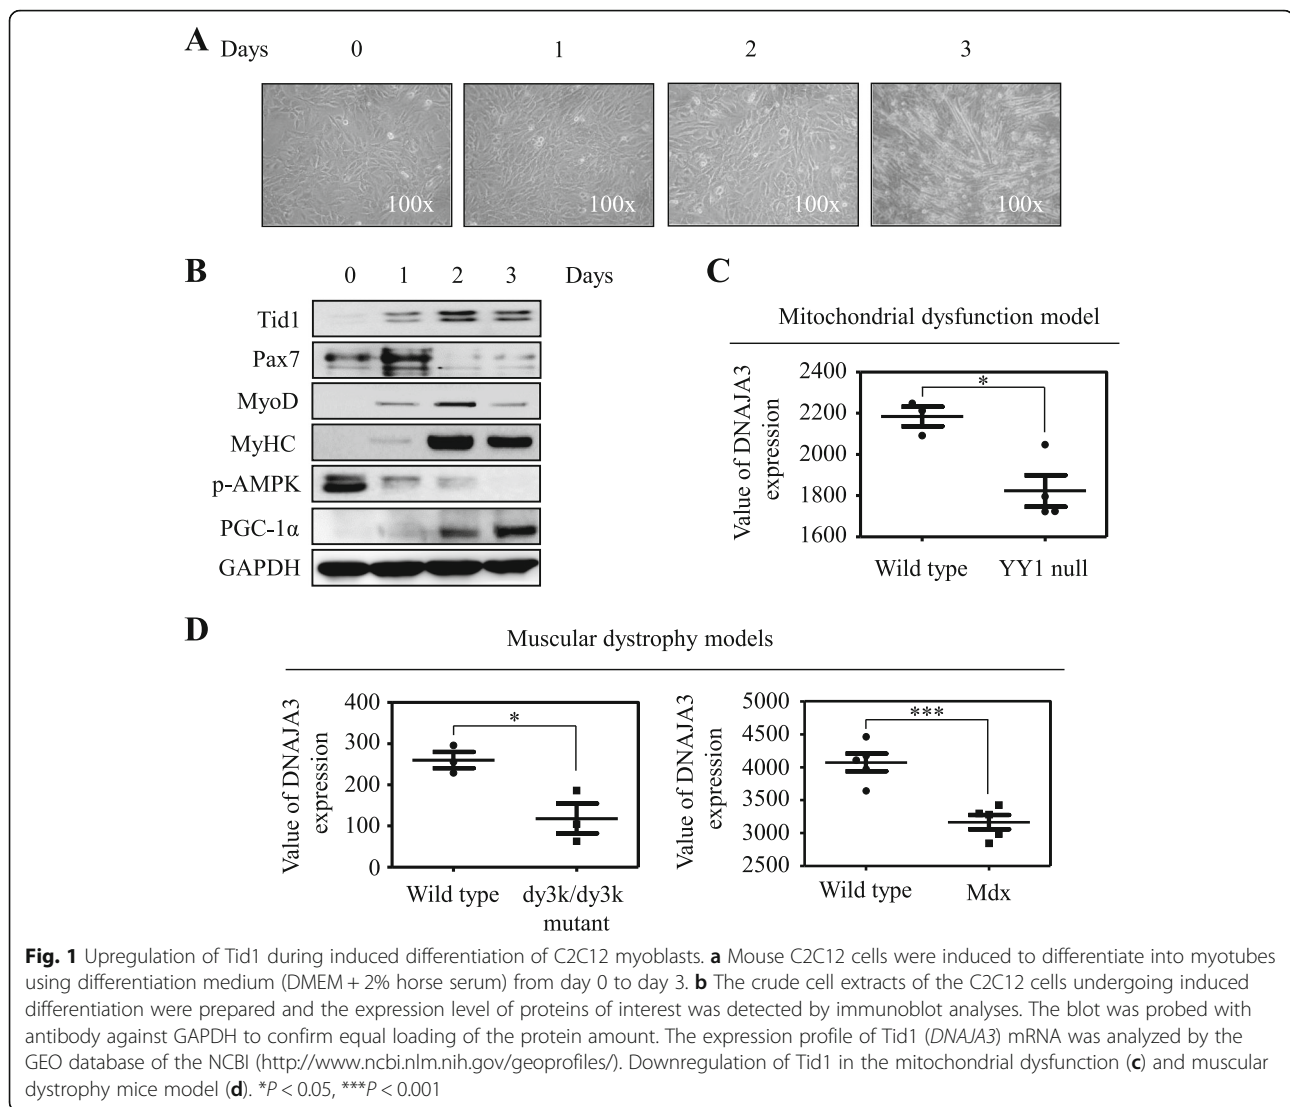 A Days 0 1 2 3
100x 100x 100x 100x
B 0 1 2 3 Days
Tid1
Pax7
MyoD
MyHC
p-AMPK
PGC-1α
GAPDH
C
Mitochondrial dysfunction model
Value of DNAJA3
expression
2400
2200
2000
1800
1600
*
Wild type YY1 null
D
Muscular dystrophy models
Value of DNAJA3
expression
400
300
200
100
0
*
Wild type dy3k/dy3k
mutant
Value of DNAJA3
expression
5000
4500
4000
3500
3000
2500
***
Wild type Mdx
Fig. 1 Upregulation of Tid1 during induced differentiation of C2C12 myoblasts. a Mouse C2C12 cells were induced to differentiate into myotubes
using differentiation medium (DMEM + 2% horse serum) from day 0 to day 3. b The crude cell extracts of the C2C12 cells undergoing induced
differentiation were prepared and the expression level of proteins of interest was detected by immunoblot analyses. The blot was probed with
antibody against GAPDH to confirm equal loading of the protein amount. The expression profile of Tid1 (DNAJA3) mRNA was analyzed by the
GEO database of the NCBI (http://www.ncbi.nlm.nih.gov/geoprofiles/). Downregulation of Tid1 in the mitochondrial dysfunction (c) and muscular
dystrophy mice model (d). *P < 0.05, ***P < 0.001